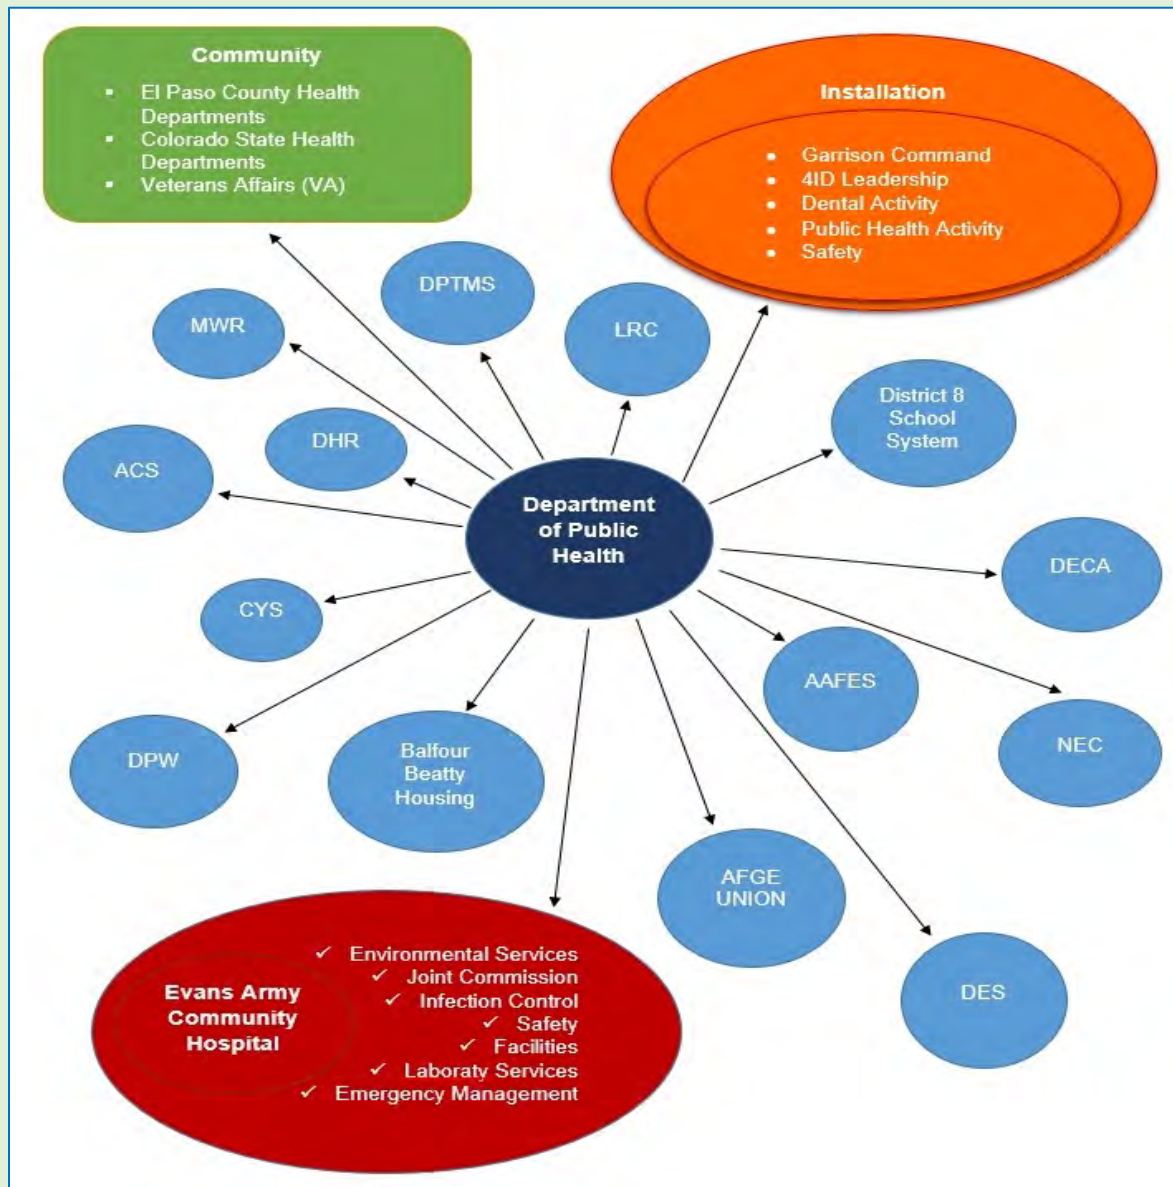 Community
▪ El Paso County Health
Departments
▪ Colorado State Health
Departments
▪ Veterans Affairs (VA)
Installation
• Garrison Command
• 4ID Leadership
• Dental Activity
• Public Health Activity
• Safety
DPTMS
MWR
LRC
District 8
School
System
DHR
ACS
Department
of Public
Health
DECA
CYS
AAFES
NEC
DPW
Balfour
Beatty
Housing
AFGE
UNION
DES
Evans Army
Community
Hospital
✓ Environmental Services
✓ Joint Commission
✓ Infection Control
✓ Safety
✓ Facilities
✓ Laboraty Services
✓ Emergency Management